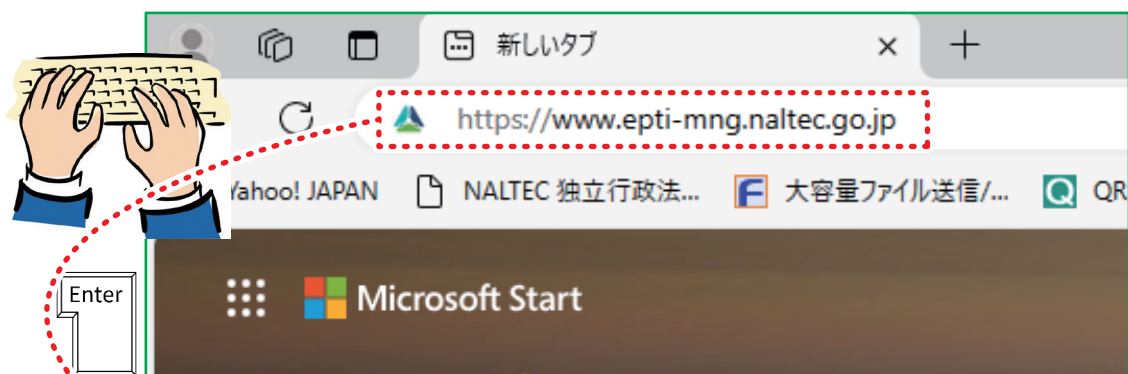 新しいタブ
https://www.epti-mng.naltec.go.jp
Yahoo! JAPAN
NALTEC 独立行政法...
大容量ファイル送信/...
QR
Enter
Microsoft Start